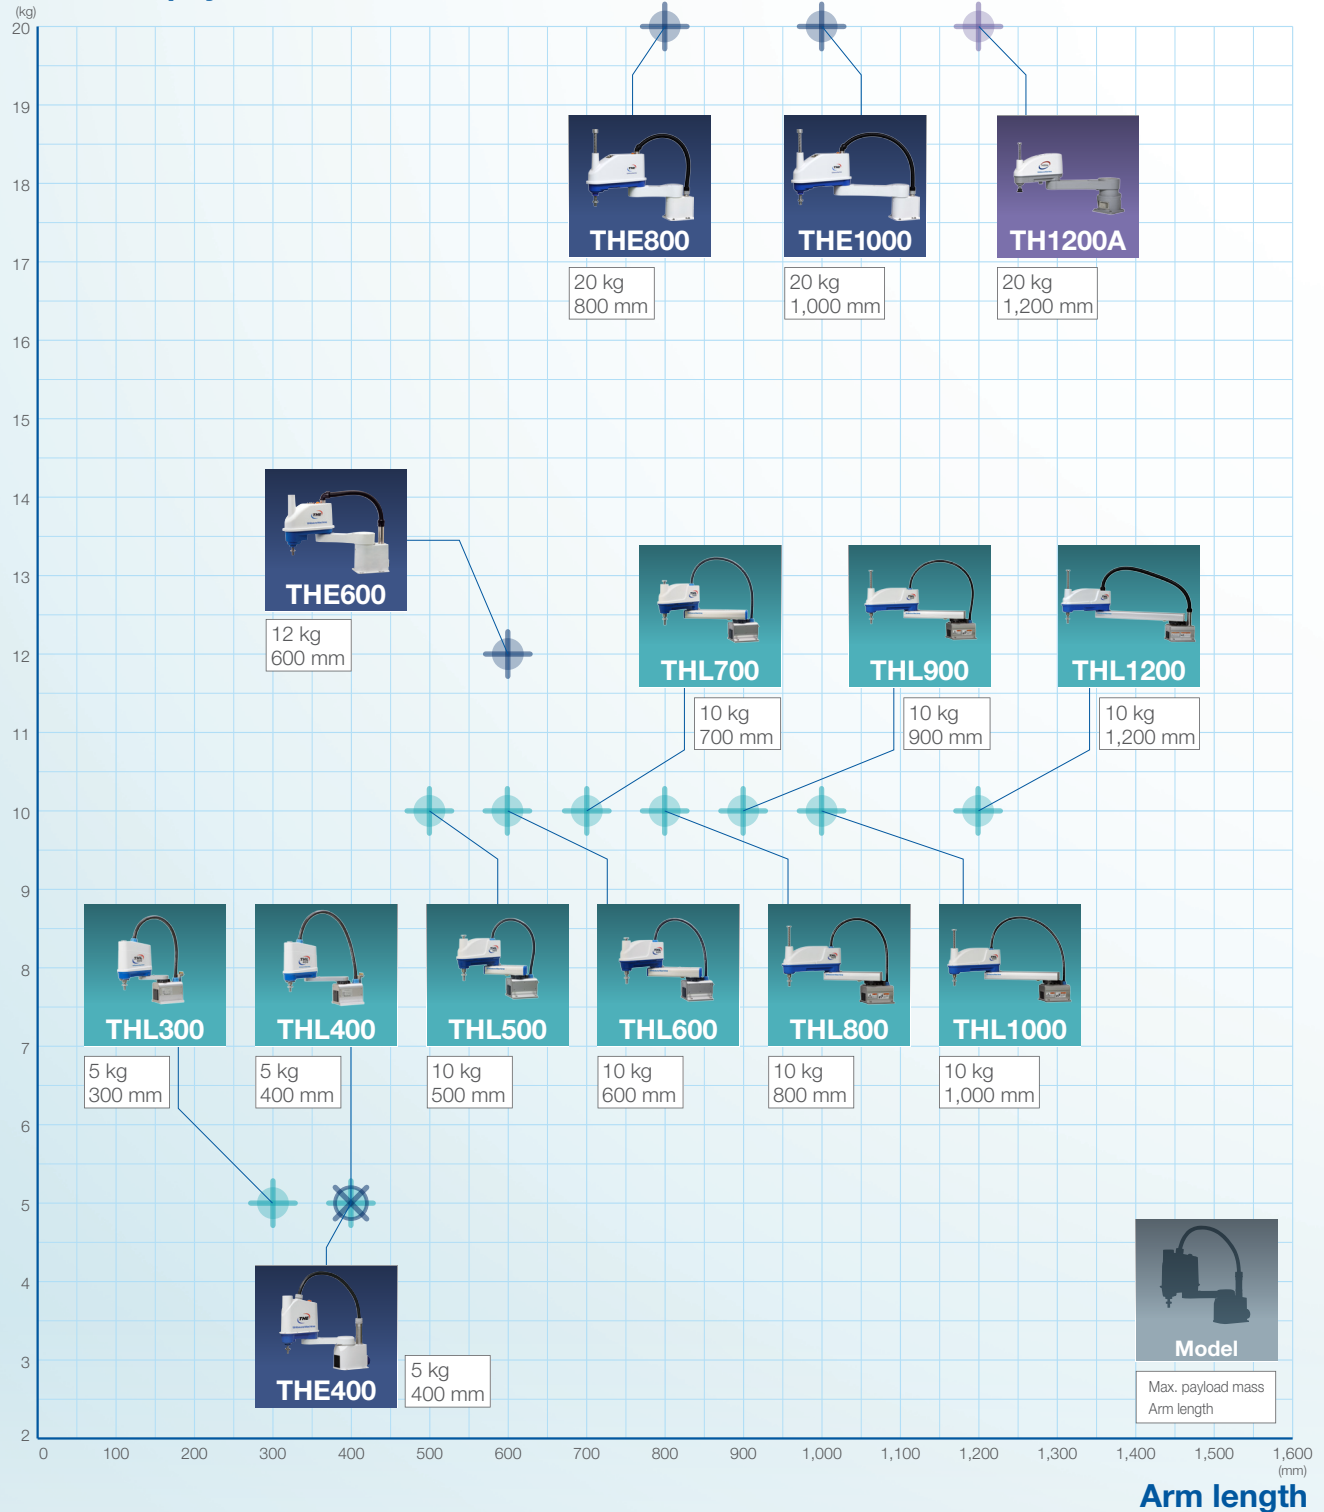 (kg)
20
19
18
17
16
15
14
13
12
11
10
9
8
7
6
5
4
3
2
THE800
20 kg
800 mm
THE1000
20 kg
1,000 mm
TH1200A
20 kg
1,200 mm
THE600
12 kg
600 mm
THL700
10 kg
700 mm
THL900
10 kg
900 mm
THL1200
10 kg
1,200 mm
THL300
5 kg
300 mm
THL400
5 kg
400 mm
THL500
10 kg
500 mm
THL600
10 kg
600 mm
THL800
10 kg
800 mm
THL1000
10 kg
1,000 mm
THE400
5 kg
400 mm
Model
Max. payload mass
Arm length
0 100 200 300 400 500 600 700 800 900 1,000 1,100 1,200 1,300 1,400 1,500 1,600
(mm)
Arm length